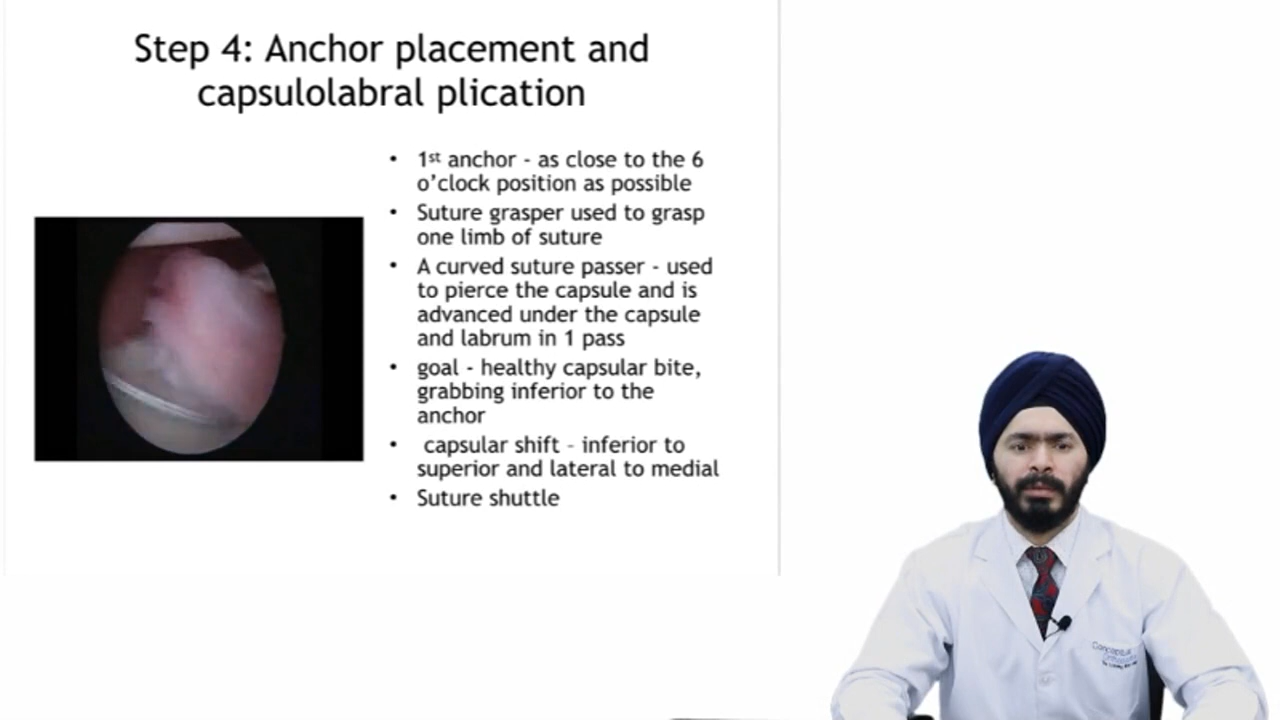 Step 4: Anchor placement and
capsulolabral plication
• 1st anchor - as close to the 6
o’clock position as possible
• Suture grasper used to grasp
one limb of suture
• A curved suture passer - used
to pierce the capsule and is
advanced under the capsule
and labrum in 1 pass
• goal - healthy capsular bite,
grabbing inferior to the
anchor
• capsular shift – inferior to
superior and lateral to medial
• Suture shuttle
Conceptual